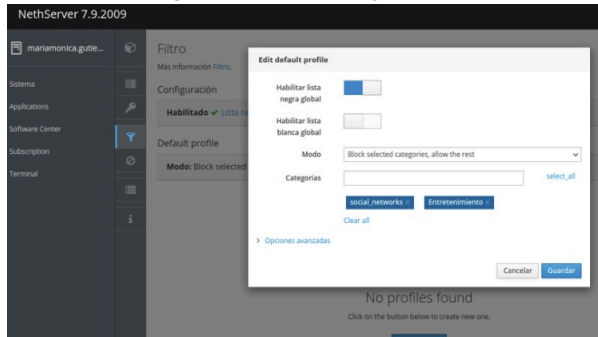 NethServer 7.9.2009
mariamonica.gutie...
Sistema
Applications
Software Center
Subscription
Terminal
Filtro
Más información Filtro.
Configuración
Habilitado ✔ Lista ne
Default profile
Modo: Block selected
Edit default profile
Habilitar lista
negra global
Habilitar lista
blanca global
Modo
Block selected categories, allow the rest
Categorias
select_all
social_networks ×
Entretenimiento ×
Clear all
> Opciones avanzadas
Cancelar
Guardar
No profiles found
Click on the button below to create new one.